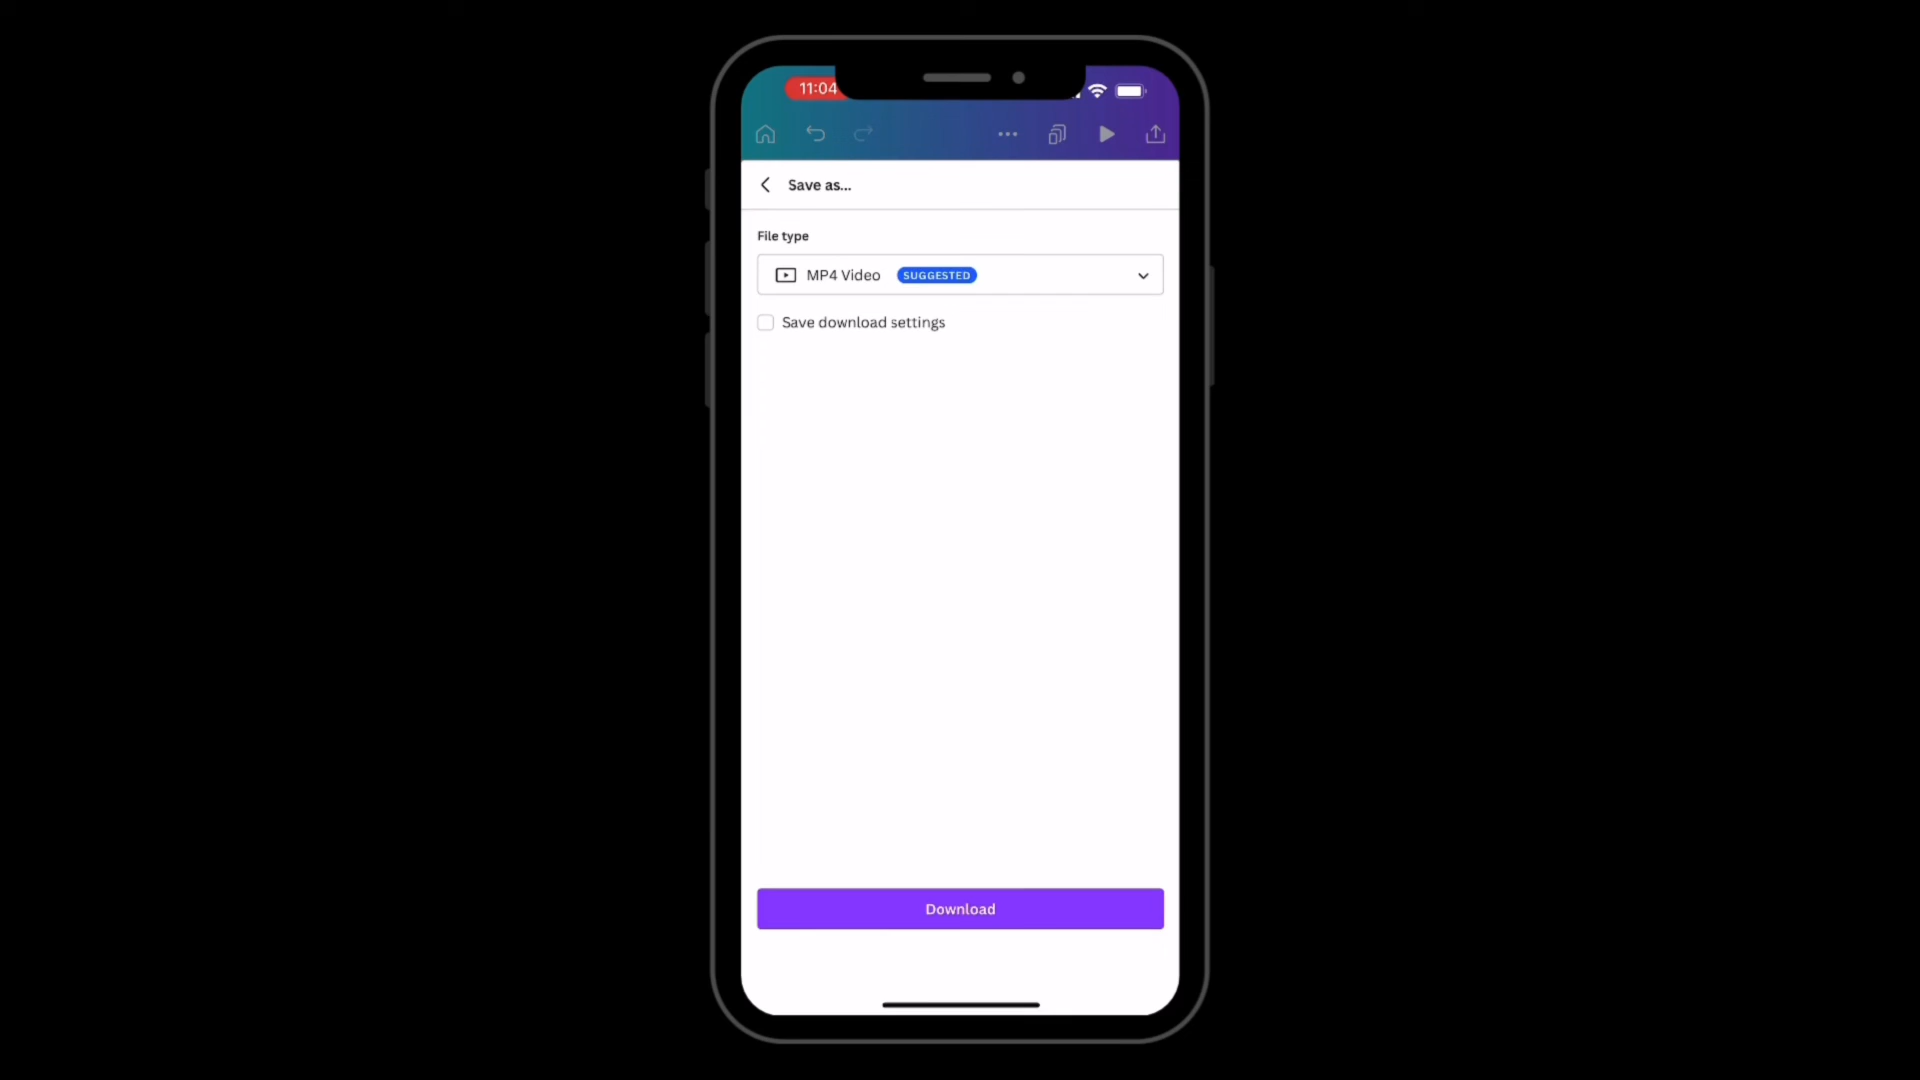 11:04
Save as...
File type
MP4 Video SUGGESTED
Save download settings
Download